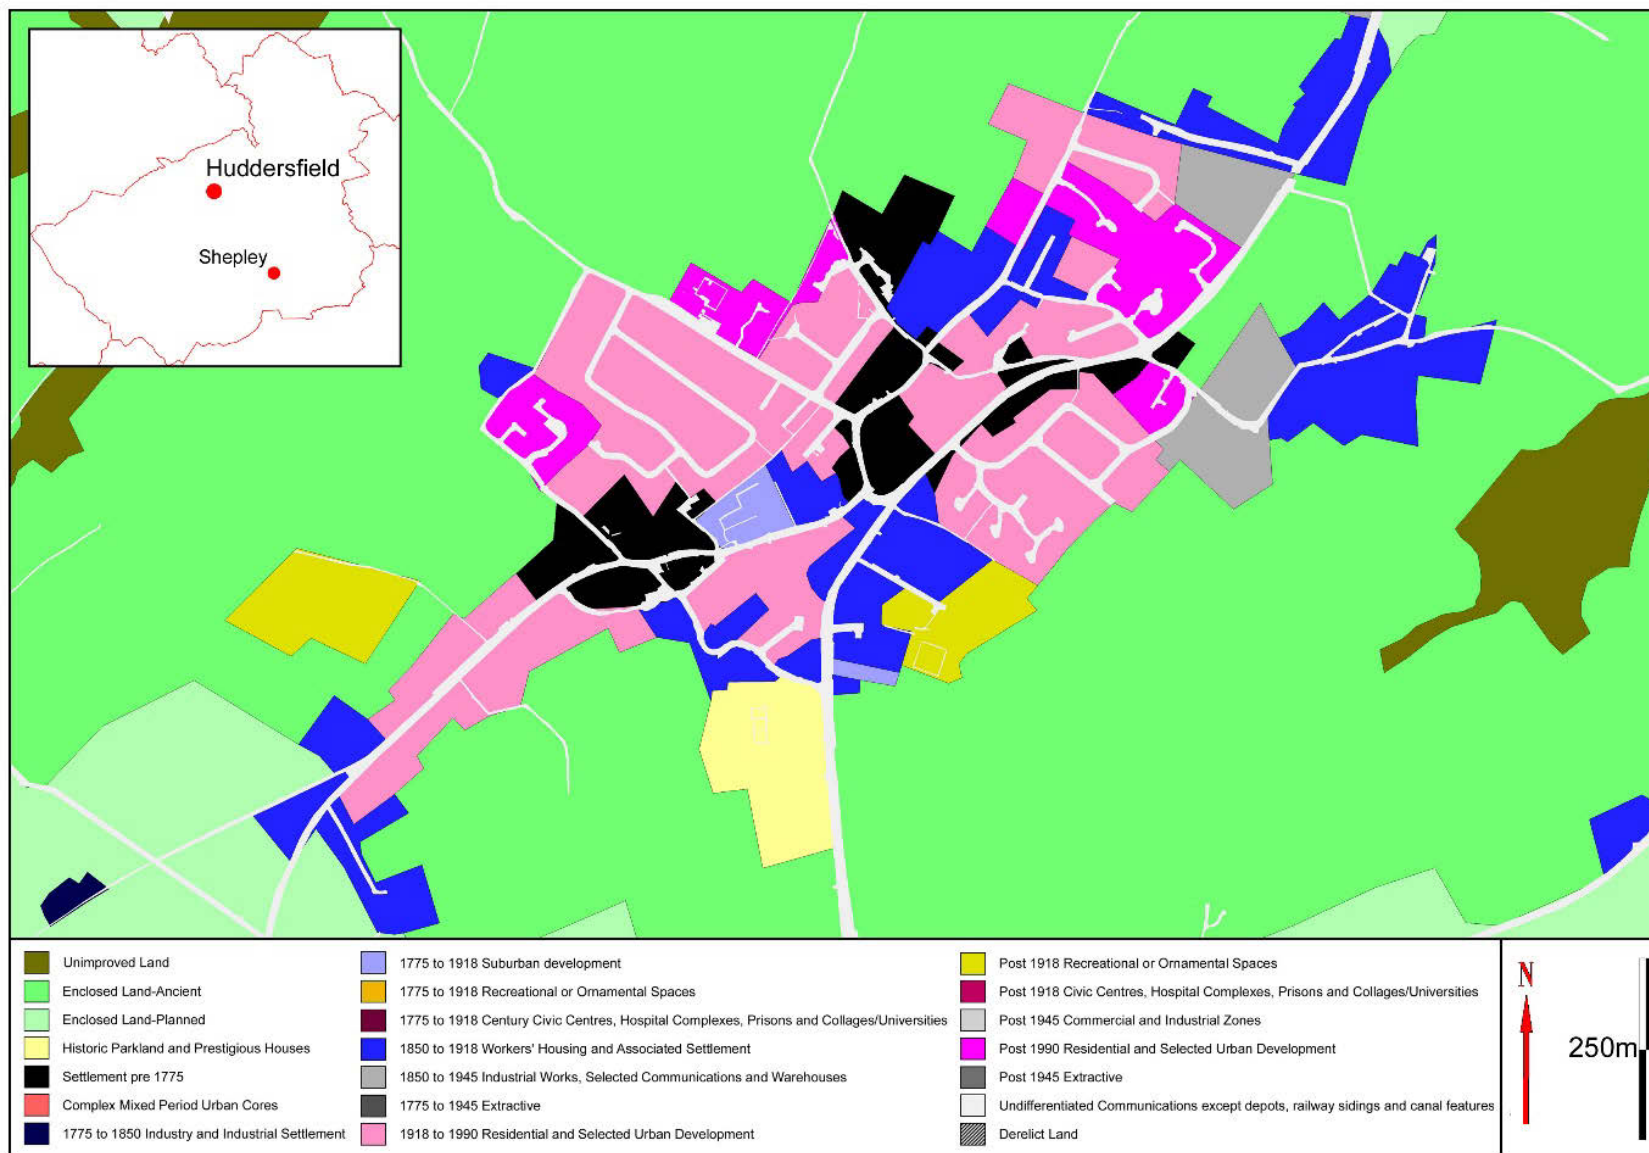 Huddersfield
Shepley
Unimproved Land
Enclosed Land-Ancient
Enclosed Land-Planned
Historic Parkland and Prestigious Houses
Settlement pre 1775
Complex Mixed Period Urban Cores
1775 to 1850 Industry and Industrial Settlement
1775 to 1918 Suburban development
1775 to 1918 Recreational or Ornamental Spaces
1775 to 1918 Century Civic Centres, Hospital Complexes, Prisons and Collages/Universities
1850 to 1918 Workers' Housing and Associated Settlement
1850 to 1945 Industrial Works, Selected Communications and Warehouses
1775 to 1945 Extractive
1918 to 1990 Residential and Selected Urban Development
Post 1918 Recreational or Ornamental Spaces
Post 1918 Civic Centres, Hospital Complexes, Prisons and Collages/Universities
Post 1945 Commercial and Industrial Zones
Post 1990 Residential and Selected Urban Development
Post 1945 Extractive
Undifferentiated Communications except depots, railway sidings and canal features
Derelict Land
N
250m